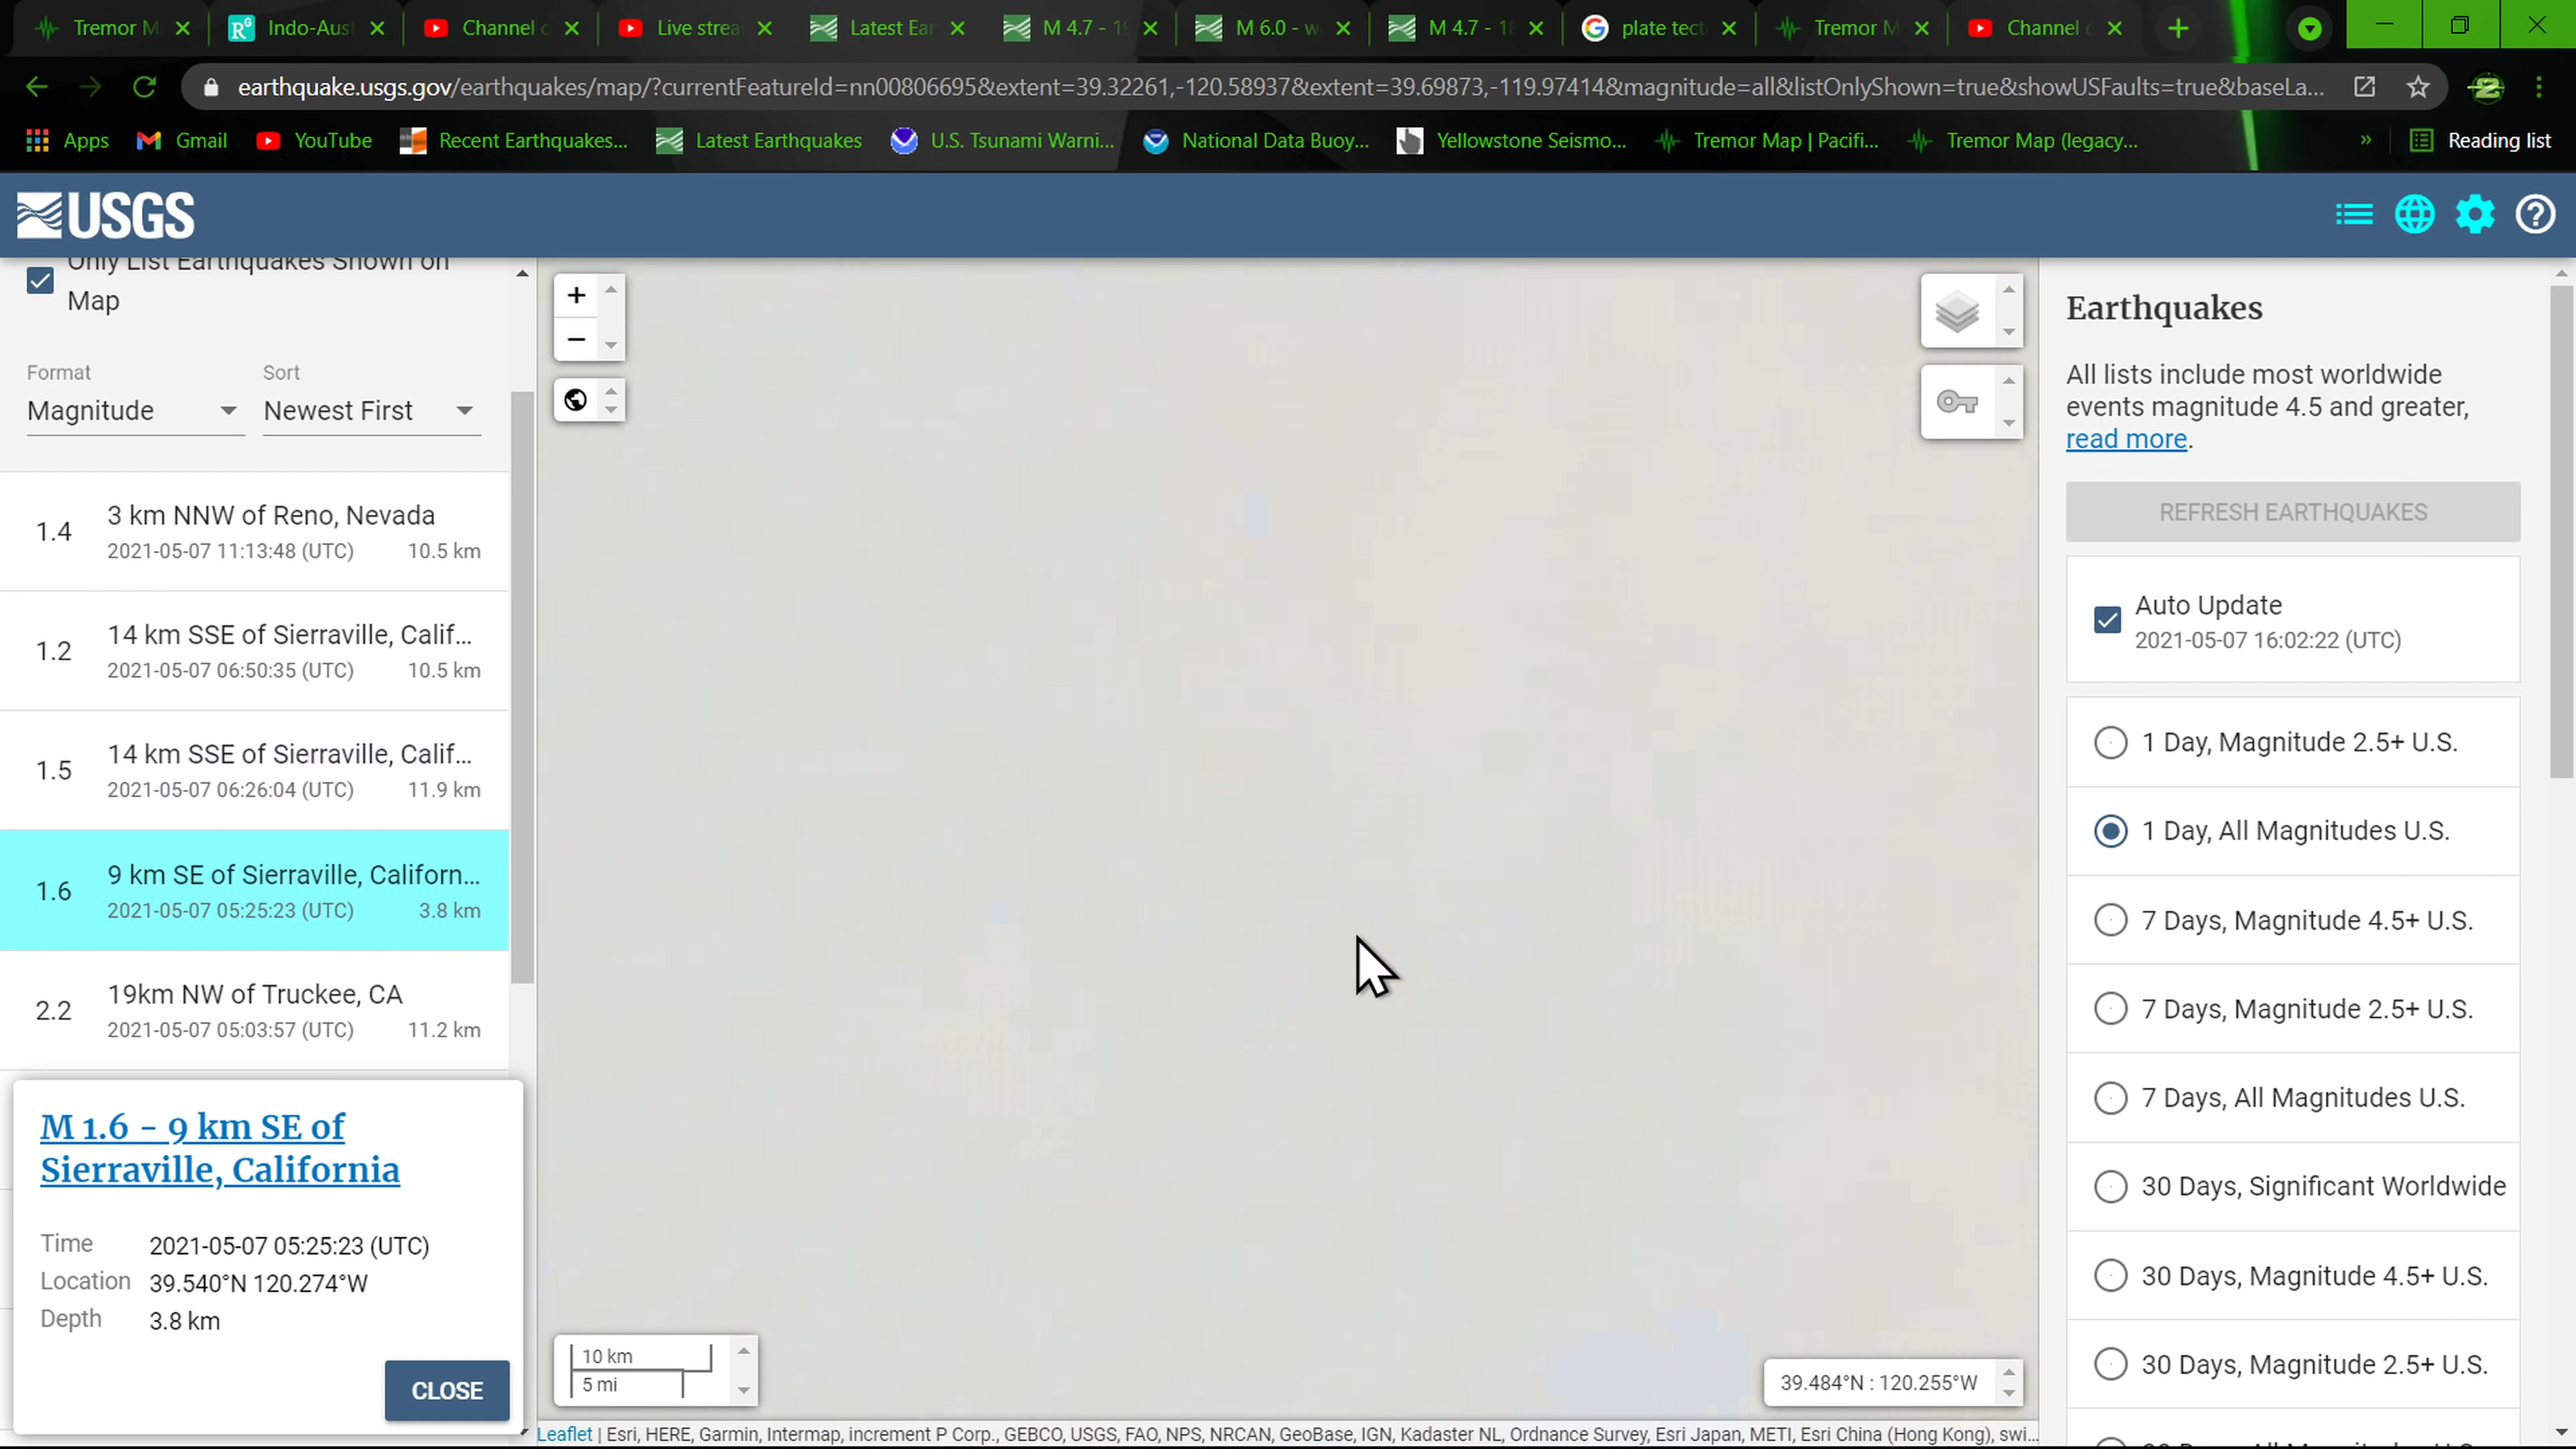 Tremor M
Indo-Aust
Channel c
Live strea
Latest Ear
M 4.7 - 19
M 6.0 - w
M 4.7 - 18
plate tect
Tremor M
Channel c
earthquake.usgs.gov/earthquakes/map/?currentFeatureId=nn00806695&extent=39.32261,-120.58937&extent=39.69873,-119.97414&magnitude=all&listOnlyShown=true&showUSFaults=true&baseLa...
Apps
Gmail
YouTube
Recent Earthquakes...
Latest Earthquakes
U.S. Tsunami Warni...
National Data Buoy...
Yellowstone Seismo...
Tremor Map | Pacifi...
Tremor Map (legacy...
»
Reading list
USGS
Only List Earthquakes Shown on
Map
Format
Sort
Magnitude
Newest First
1.4
3 km NNW of Reno, Nevada
2021-05-07 11:13:48 (UTC)
10.5 km
1.2
14 km SSE of Sierraville, Calif...
2021-05-07 06:50:35 (UTC)
10.5 km
1.5
14 km SSE of Sierraville, Calif...
2021-05-07 06:26:04 (UTC)
11.9 km
1.6
9 km SE of Sierraville, Californ...
2021-05-07 05:25:23 (UTC)
3.8 km
2.2
19km NW of Truckee, CA
2021-05-07 05:03:57 (UTC)
11.2 km
M 1.6 - 9 km SE of
Sierraville, California
Time 2021-05-07 05:25:23 (UTC)
Location 39.540°N 120.274°W
Depth 3.8 km
CLOSE
+
−
10 km
5 mi
39.484°N : 120.255°W
Leaflet | Esri, HERE, Garmin, Intermap, increment P Corp., GEBCO, USGS, FAO, NPS, NRCAN, GeoBase, IGN, Kadaster NL, Ordnance Survey, Esri Japan, METI, Esri China (Hong Kong), swi...
Earthquakes
All lists include most worldwide
events magnitude 4.5 and greater,
read more.
REFRESH EARTHQUAKES
Auto Update
2021-05-07 16:02:22 (UTC)
1 Day, Magnitude 2.5+ U.S.
1 Day, All Magnitudes U.S.
7 Days, Magnitude 4.5+ U.S.
7 Days, Magnitude 2.5+ U.S.
7 Days, All Magnitudes U.S.
30 Days, Significant Worldwide
30 Days, Magnitude 4.5+ U.S.
30 Days, Magnitude 2.5+ U.S.